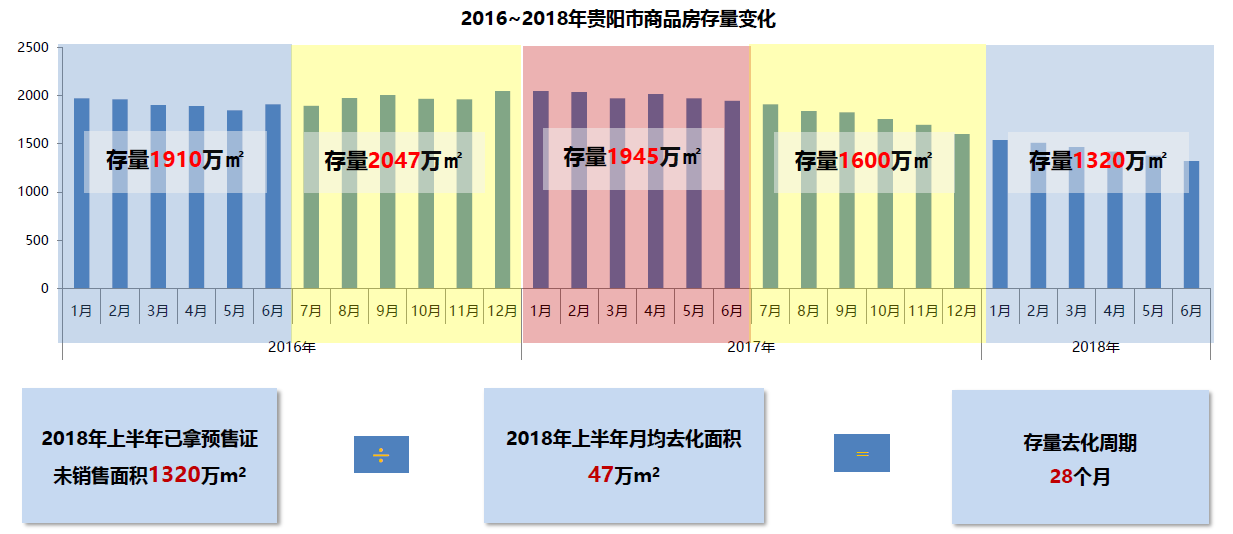 2016~2018年贵阳市商品房存量变化
2500
2000
1500
1000
500
0
存量1910万㎡
存量2047万㎡
存量1945万㎡
存量1600万㎡
存量1320万㎡
1月 2月 3月 4月 5月 6月 7月 8月 9月 10月 11月 12月 1月 2月 3月 4月 5月 6月 7月 8月 9月 10月 11月 12月 1月 2月 3月 4月 5月 6月
2016年 2017年 2018年
2018年上半年已拿预售证
未销售面积1320万m²
÷
2018年上半年月均去化面积
47万m²
=
存量去化周期
28个月